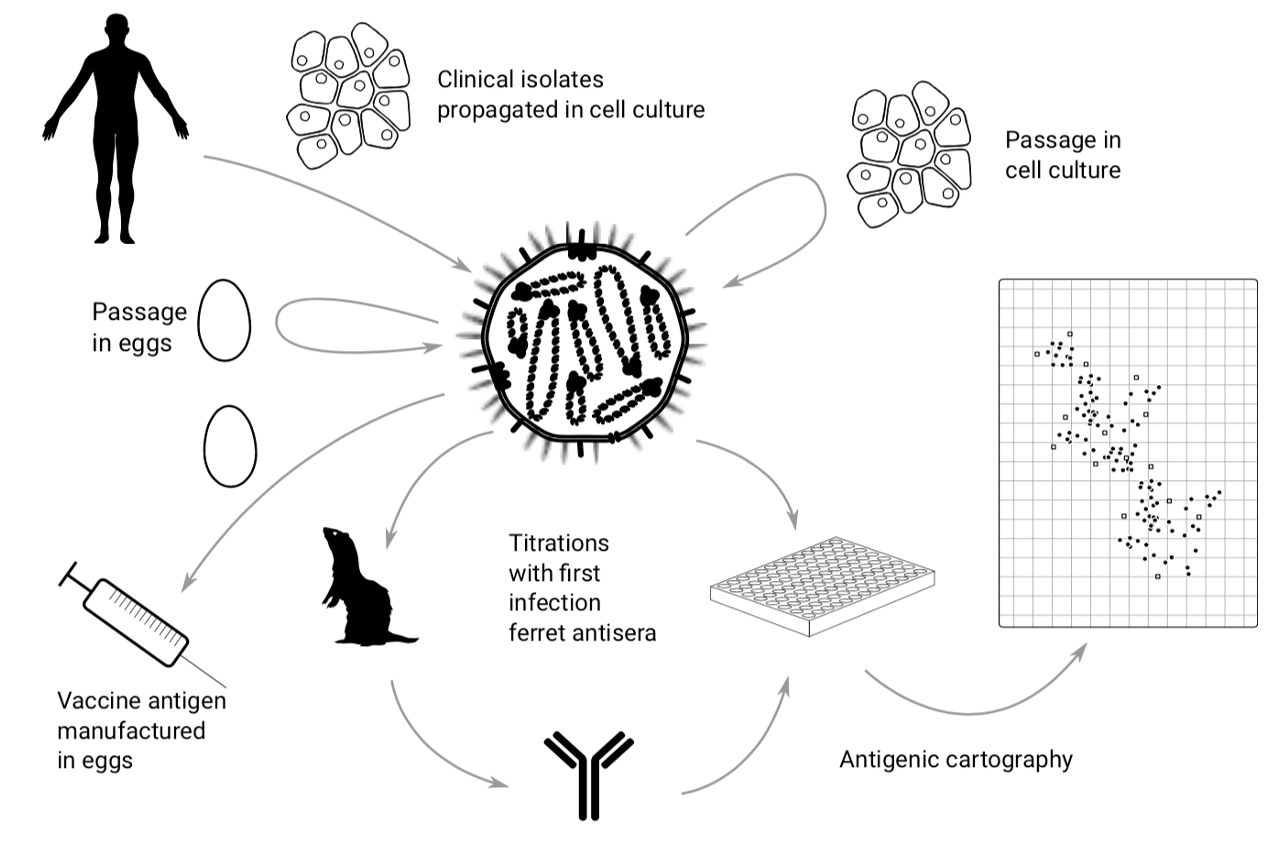 Clinical isolates
propagated in cell culture
Passage in
cell culture
Passage
in eggs
Titrations
with first
infection
ferret antisera
Vaccine antigen
manufactured
in eggs
Antigenic cartography